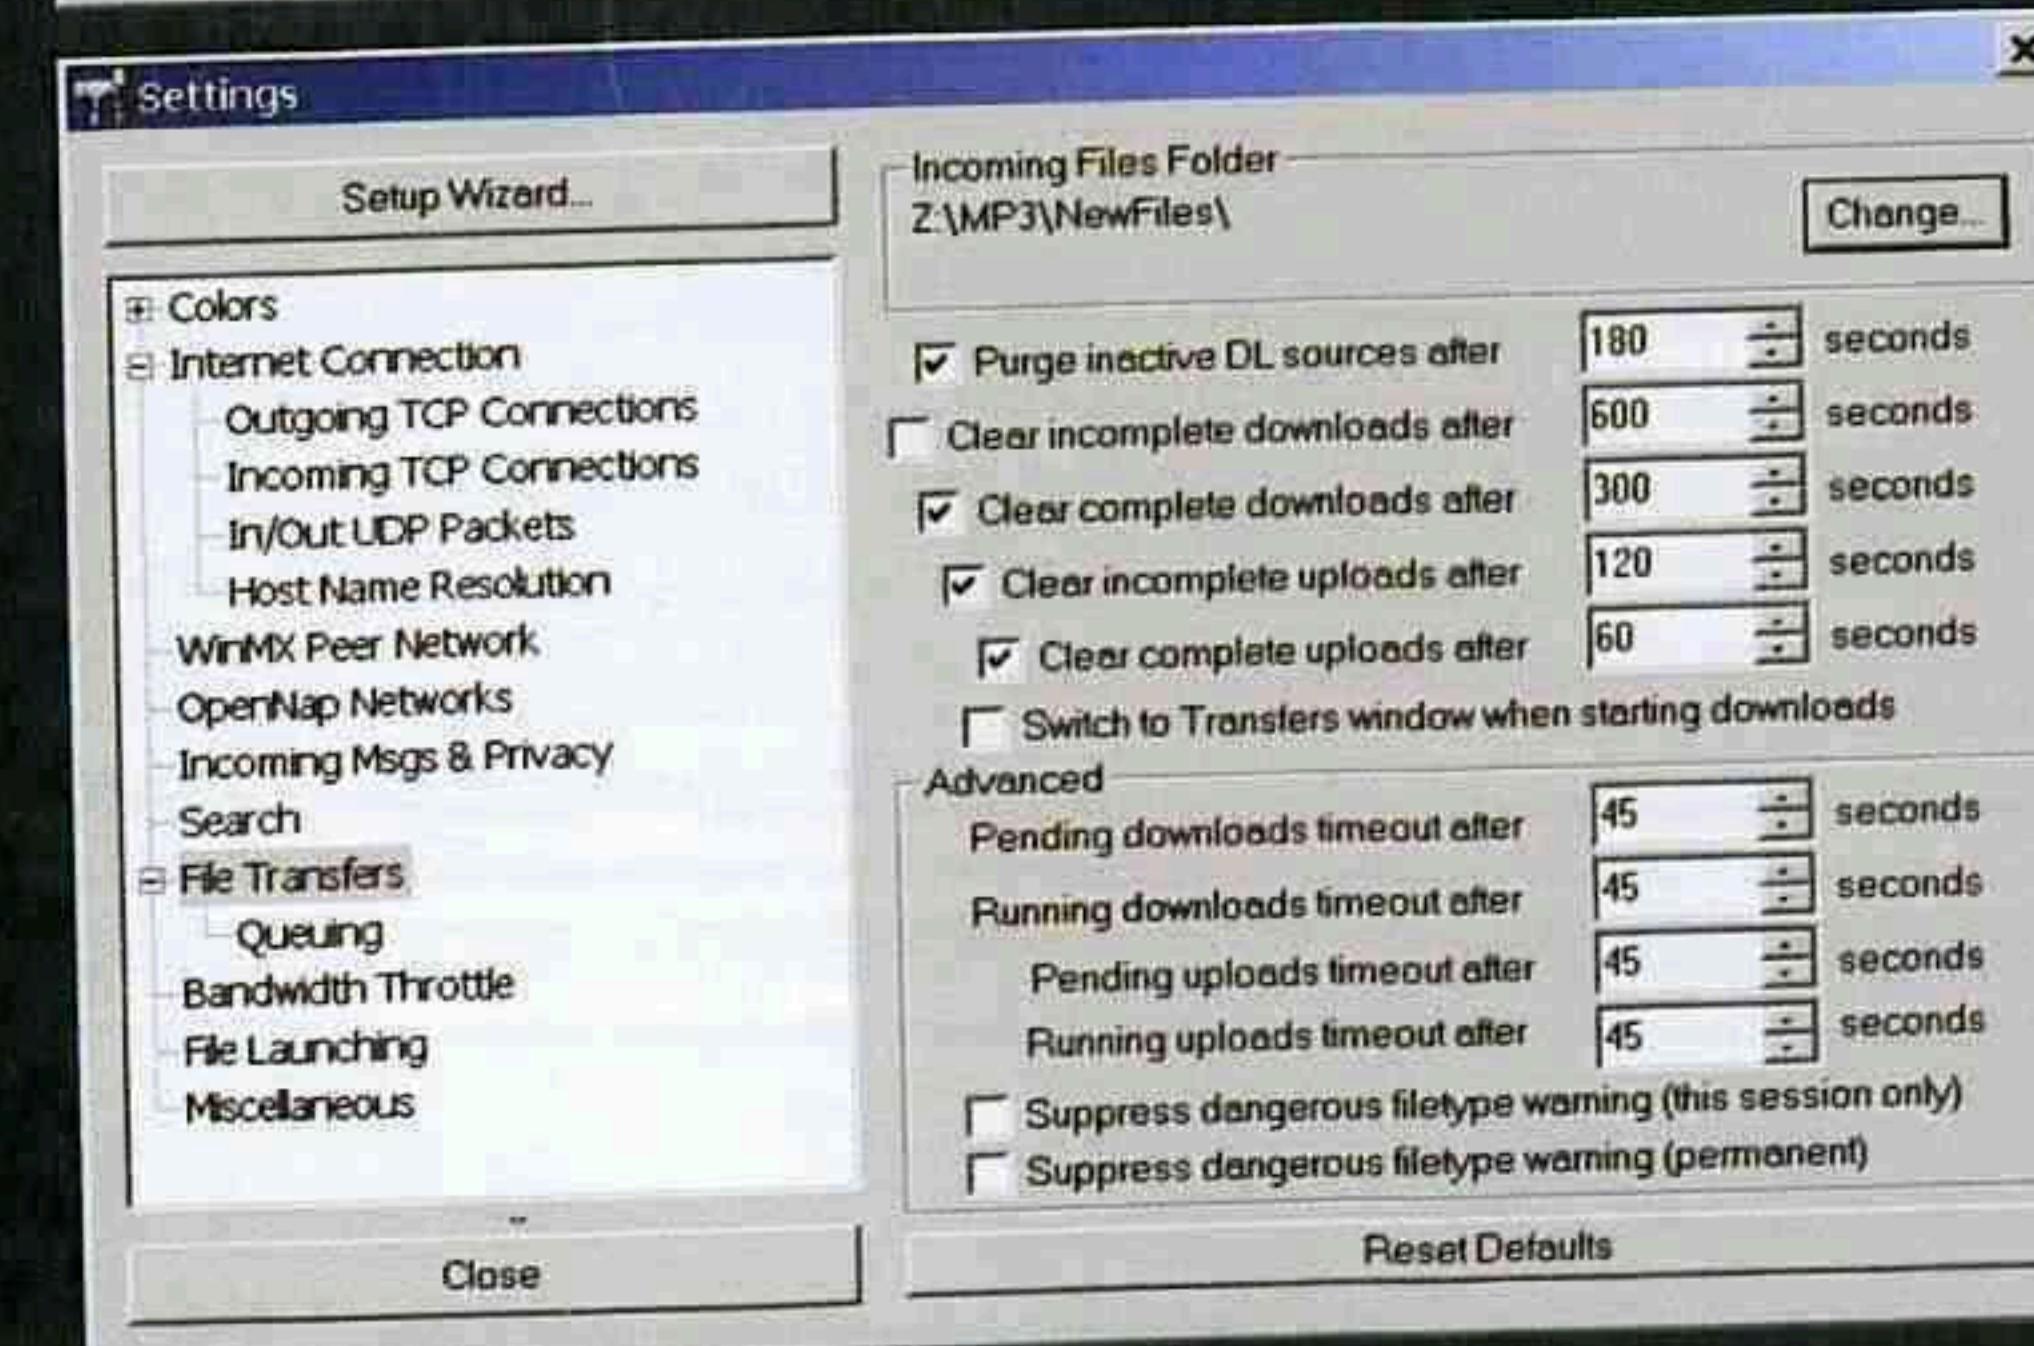 Settings
Setup Wizard...
Colors
Internet Connection
Outgoing TCP Connections
Incoming TCP Connections
In/Out UDP Packets
Host Name Resolution
WinMX Peer Network
OpenNap Networks
Incoming Msgs & Privacy
Search
File Transfers
Queuing
Bandwidth Throttle
File Launching
Miscellaneous
Close
Incoming Files Folder
Z:\MP3\NewFiles\
Change...
Purge inactive DL sources after 180 seconds
Clear incomplete downloads after 600 seconds
Clear complete downloads after 300 seconds
Clear incomplete uploads after 120 seconds
Clear complete uploads after 60 seconds
Switch to Transfers window when starting downloads
Advanced
Pending downloads timeout after 45 seconds
Running downloads timeout after 45 seconds
Pending uploads timeout after 45 seconds
Running uploads timeout after 45 seconds
Suppress dangerous filetype warning (this session only)
Suppress dangerous filetype warning (permanent)
Reset Defaults